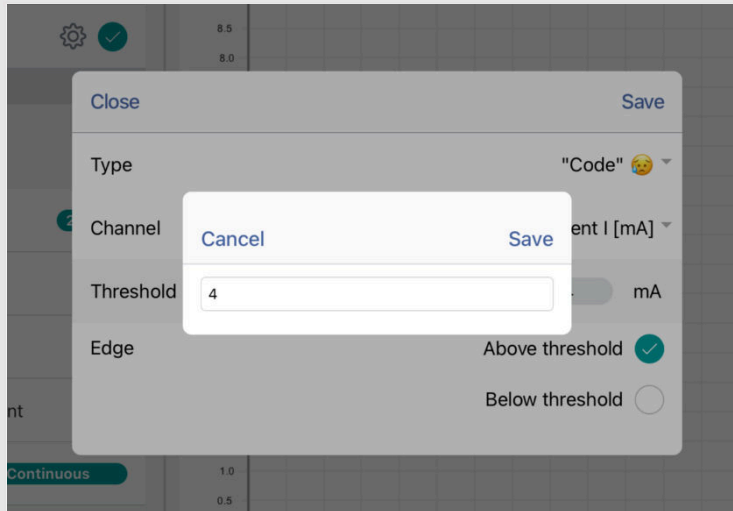 8.5
8.0
Close Save
Type "Code" 😥
Channel ent I [mA]
Cancel Save
Threshold 4 mA
Edge Above threshold
Below threshold
nt
Continuous 1.0
0.5